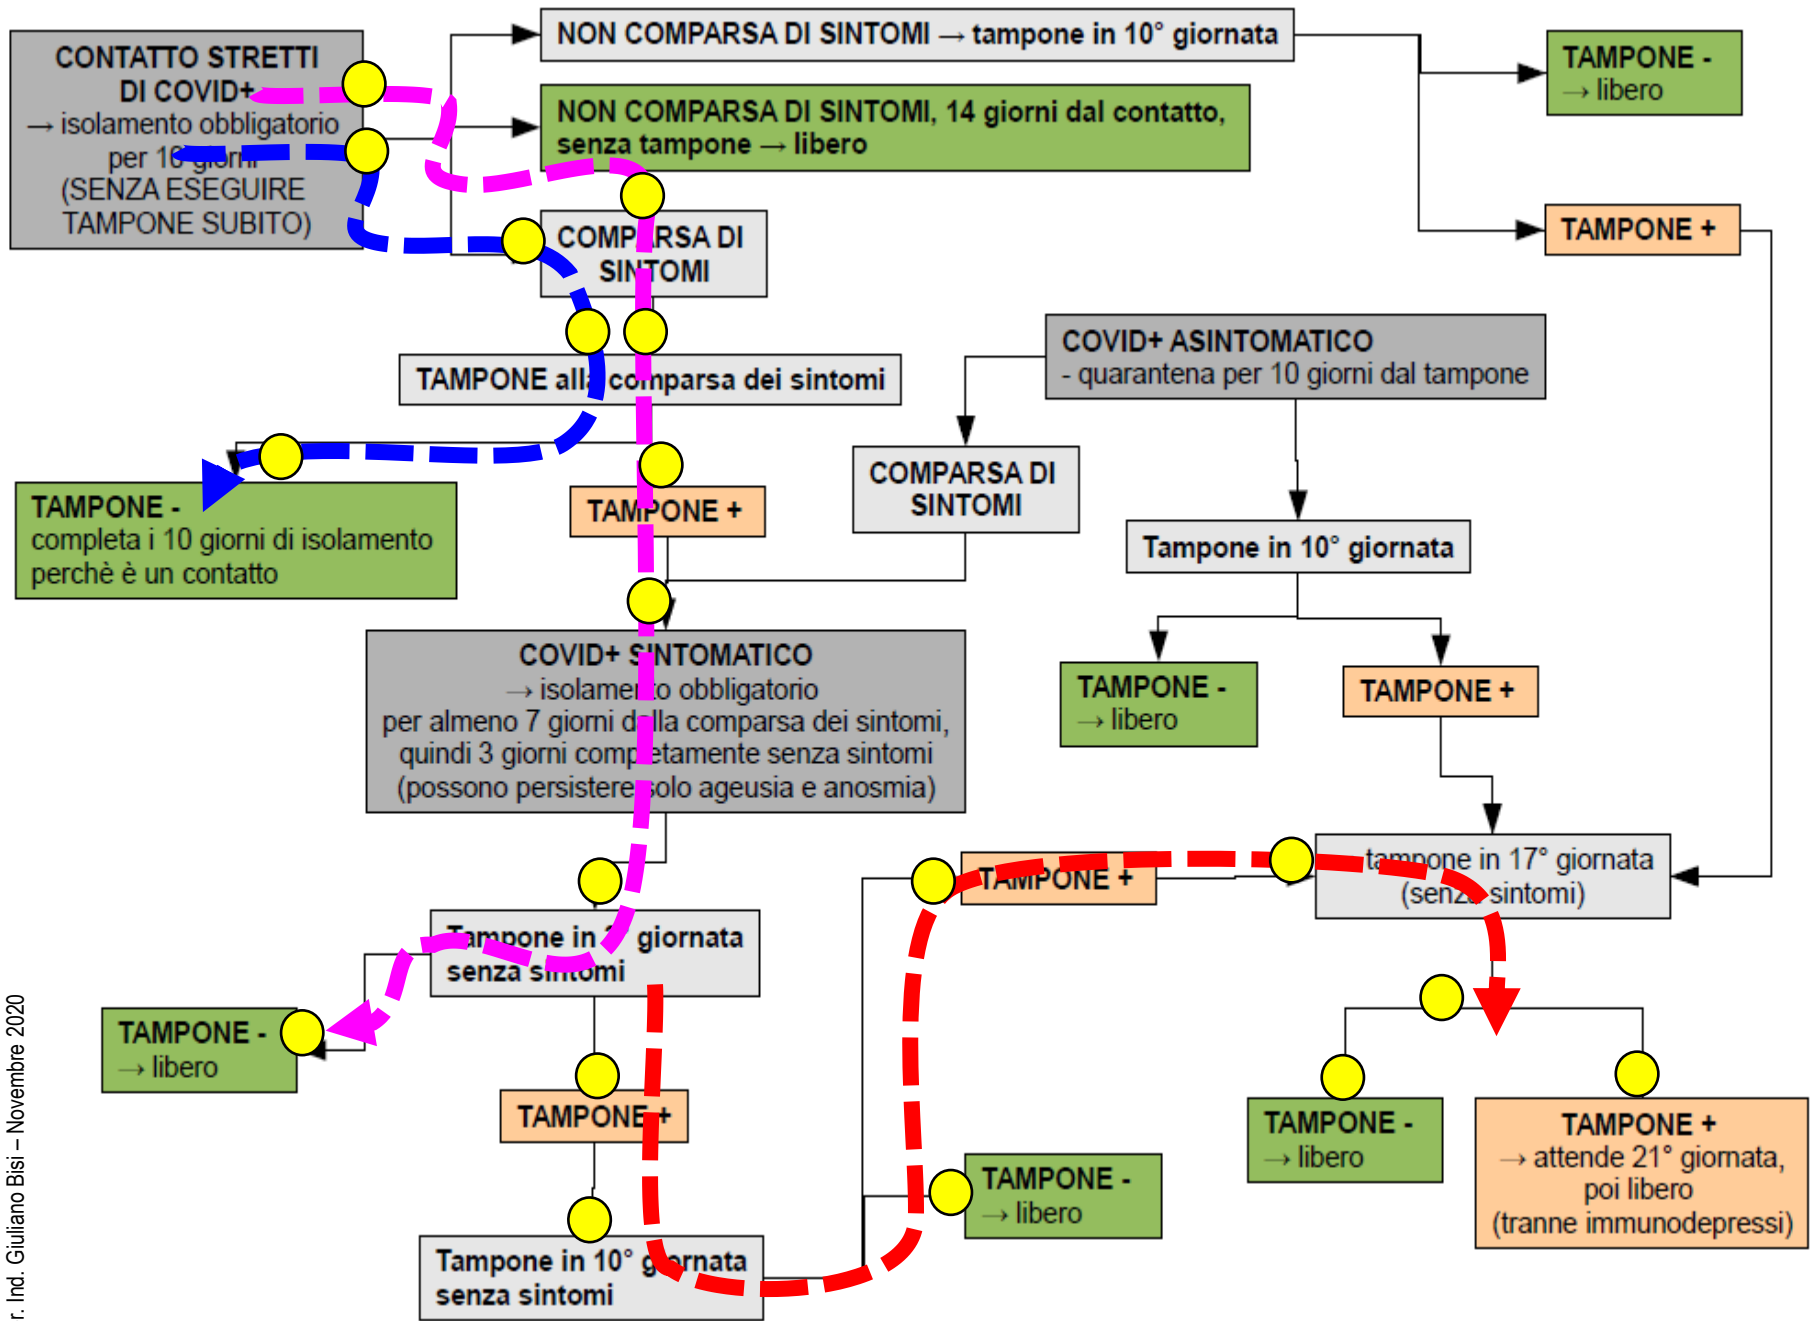 CONTATTO STRETTI
DI COVID+
→ isolamento obbligatorio
per 10 giorni
(SENZA ESEGUIRE
TAMPONE SUBITO)
NON COMPARSA DI SINTOMI → tampone in 10° giornata
NON COMPARSA DI SINTOMI, 14 giorni dal contatto,
senza tampone → libero
TAMPONE -
→ libero
TAMPONE +
COMPARSA DI
SINTOMI
TAMPONE alla comparsa dei sintomi
COVID+ ASINTOMATICO
- quarantena per 10 giorni dal tampone
COMPARSA DI
SINTOMI
TAMPONE -
completa i 10 giorni di isolamento
perchè è un contatto
TAMPONE +
Tampone in 10° giornata
COVID+ SINTOMATICO
→ isolamento obbligatorio
per almeno 7 giorni dalla comparsa dei sintomi,
quindi 3 giorni completamente senza sintomi
(possono persistere solo ageusia e anosmia)
TAMPONE -
→ libero
TAMPONE +
TAMPONE +
tampone in 17° giornata
(senza sintomi)
Tampone in giornata
senza sintomi
TAMPONE -
→ libero
TAMPONE +
Tampone in 10° giornata
senza sintomi
TAMPONE -
→ libero
TAMPONE -
→ libero
TAMPONE +
→ attende 21° giornata,
poi libero
(tranne immunodepressi)
r. Ind. Giuliano Bisi – Novembre 2020